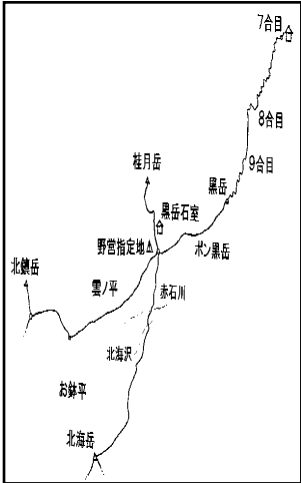 7合目
8合目
9合目
桂月岳
黒岳
黒岳石室
野営指定地
ポン黒岳
北鎮岳
雲ノ平
赤石川
北海沢
お鉢平
北海岳